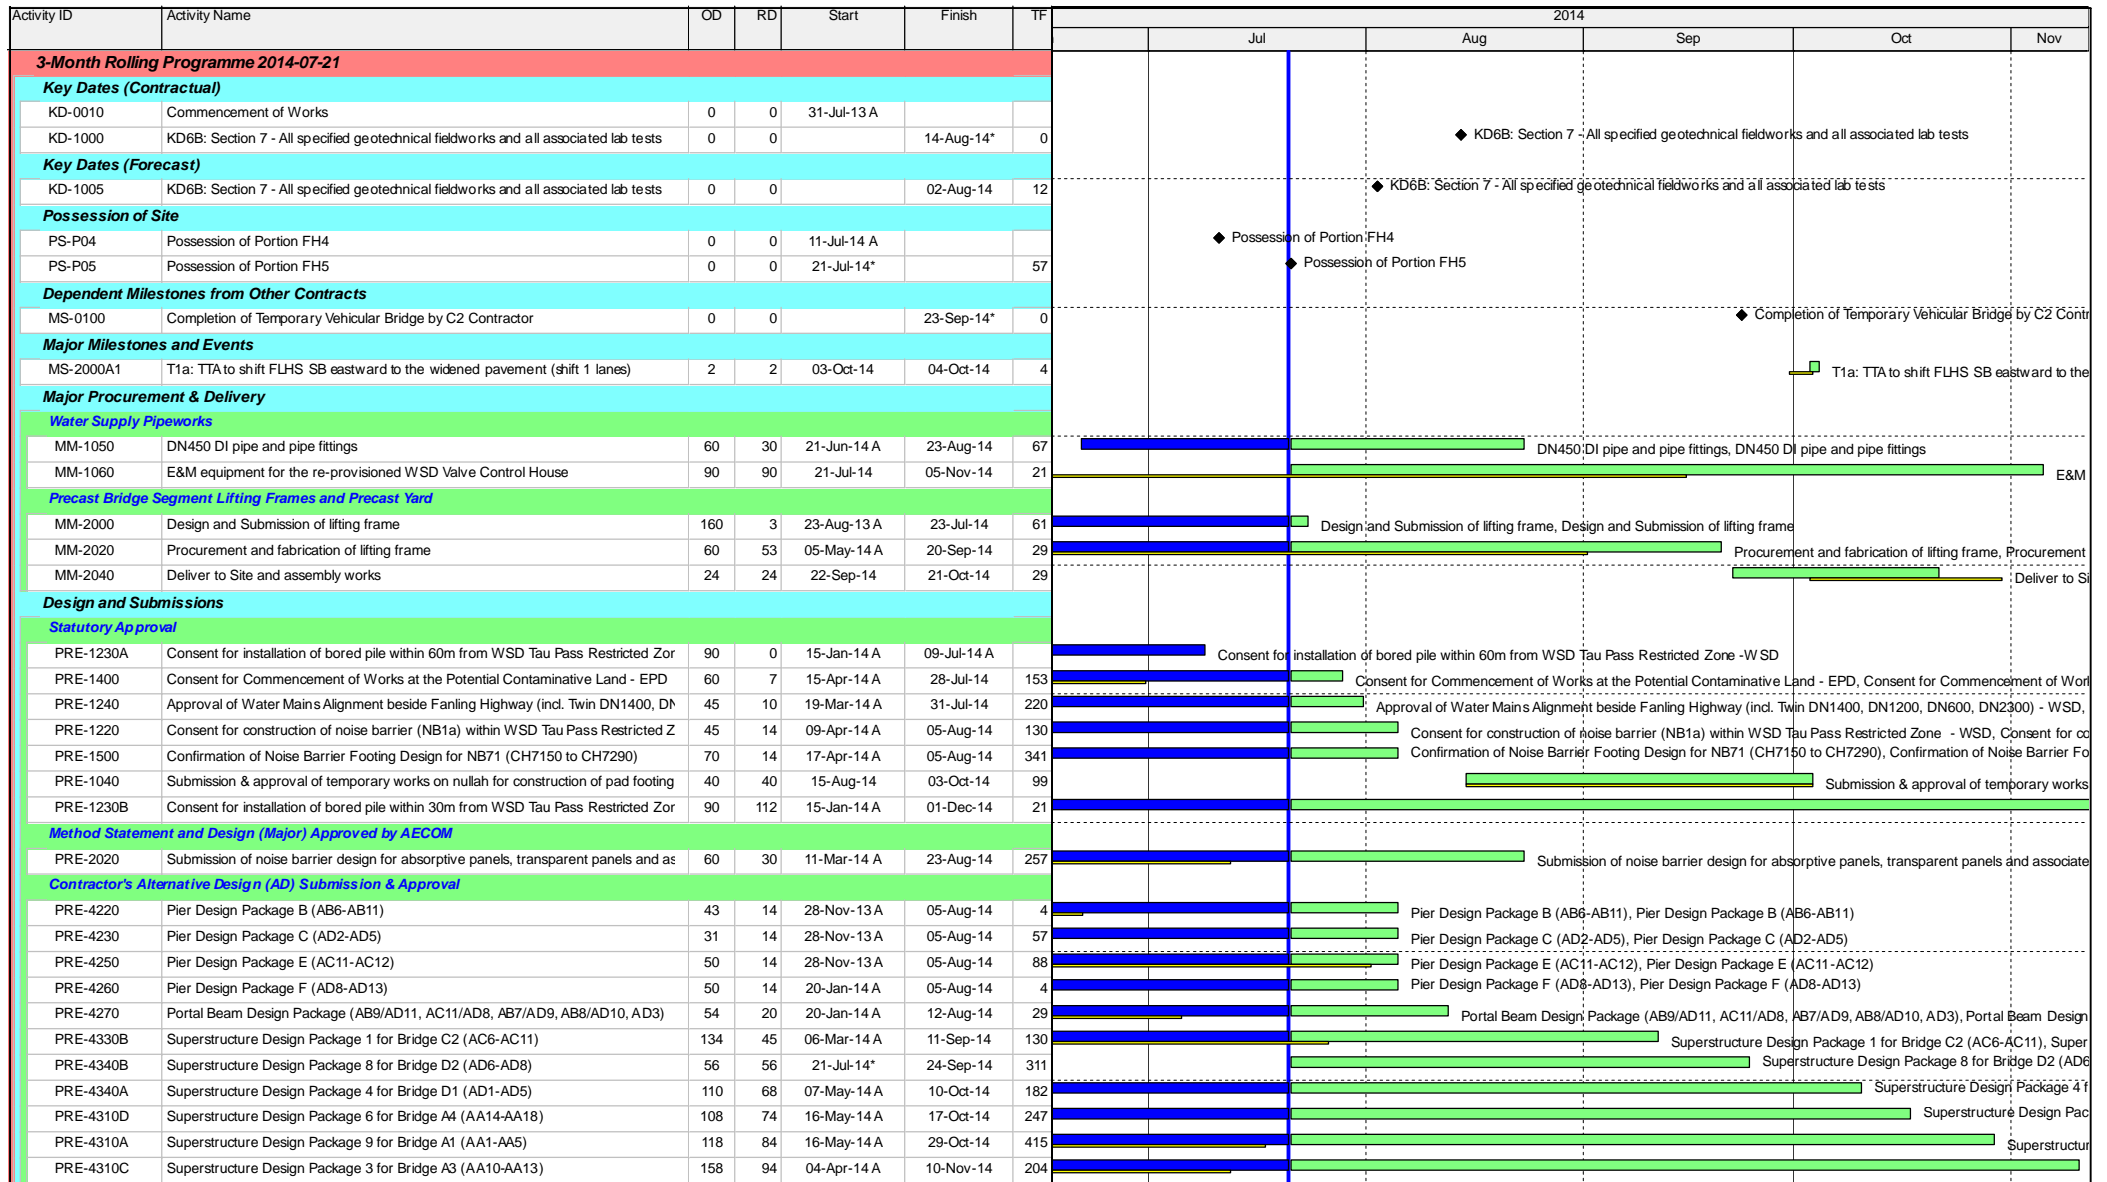 Activity ID Activity Name OD RD Start Finish TF 2014
Jul Aug Sep Oct Nov
3-Month Rolling Programme 2014-07-21
Key Dates (Contractual)
KD-0010 Commencement of Works 0 0 31-Jul-13 A
KD-1000 KD6B: Section 7 - All specified geotechnical fieldworks and all associated lab tests 0 0 14-Aug-14* 0 KD6B: Section 7 - All specified geotechnical fieldworks and all associated lab tests
Key Dates (Forecast)
KD-1005 KD6B: Section 7 - All specified geotechnical fieldworks and all associated lab tests 0 0 02-Aug-14 12 KD6B: Section 7 - All specified geotechnical fieldworks and all associated lab tests
Possession of Site
PS-P04 Possession of Portion FH4 0 0 11-Jul-14 A Possession of Portion FH4
PS-P05 Possession of Portion FH5 0 0 21-Jul-14* 57 Possession of Portion FH5
Dependent Milestones from Other Contracts
MS-0100 Completion of Temporary Vehicular Bridge by C2 Contractor 0 0 23-Sep-14* 0 Completion of Temporary Vehicular Bridge by C2 Contr
Major Milestones and Events
MS-2000A1 T1a: TTA to shift FLHS SB eastward to the widened pavement (shift 1 lanes) 2 2 03-Oct-14 04-Oct-14 4 T1a: TTA to shift FLHS SB eastward to the
Major Procurement & Delivery
Water Supply Pipeworks
MM-1050 DN450 DI pipe and pipe fittings 60 30 21-Jun-14 A 23-Aug-14 67 DN450 DI pipe and pipe fittings, DN450 DI pipe and pipe fittings
MM-1060 E&M equipment for the re-provisioned WSD Valve Control House 90 90 21-Jul-14 05-Nov-14 21 E&M
Precast Bridge Segment Lifting Frames and Precast Yard
MM-2000 Design and Submission of lifting frame 160 3 23-Aug-13 A 23-Jul-14 61 Design and Submission of lifting frame, Design and Submission of lifting frame
MM-2020 Procurement and fabrication of lifting frame 60 53 05-May-14 A 20-Sep-14 29 Procurement and fabrication of lifting frame, Procurement
MM-2040 Deliver to Site and assembly works 24 24 22-Sep-14 21-Oct-14 29 Deliver to Si
Design and Submissions
Statutory Approval
PRE-1230A Consent for installation of bored pile within 60m from WSD Tau Pass Restricted Zor 90 0 15-Jan-14 A 09-Jul-14 A Consent for installation of bored pile within 60m from WSD Tau Pass Restricted Zone -WSD
PRE-1400 Consent for Commencement of Works at the Potential Contaminative Land - EPD 60 7 15-Apr-14 A 28-Jul-14 153 Consent for Commencement of Works at the Potential Contaminative Land - EPD, Consent for Commencement of Worl
PRE-1240 Approval of Water Mains Alignment beside Fanling Highway (incl. Twin DN1400, DN 45 10 19-Mar-14 A 31-Jul-14 220 Approval of Water Mains Alignment beside Fanling Highway (incl. Twin DN1400, DN1200, DN600, DN2300) - WSD,
PRE-1220 Consent for construction of noise barrier (NB1a) within WSD Tau Pass Restricted Z 45 14 09-Apr-14 A 05-Aug-14 130 Consent for construction of noise barrier (NB1a) within WSD Tau Pass Restricted Zone - WSD, Consent for co
PRE-1500 Confirmation of Noise Barrier Footing Design for NB71 (CH7150 to CH7290) 70 14 17-Apr-14 A 05-Aug-14 341 Confirmation of Noise Barrier Footing Design for NB71 (CH7150 to CH7290), Confirmation of Noise Barrier Fo
PRE-1040 Submission & approval of temporary works on nullah for construction of pad footing 40 40 15-Aug-14 03-Oct-14 99 Submission & approval of temporary works
PRE-1230B Consent for installation of bored pile within 30m from WSD Tau Pass Restricted Zor 90 112 15-Jan-14 A 01-Dec-14 21
Method Statement and Design (Major) Approved by AECOM
PRE-2020 Submission of noise barrier design for absorptive panels, transparent panels and as 60 30 11-Mar-14 A 23-Aug-14 257 Submission of noise barrier design for absorptive panels, transparent panels and associate
Contractor's Alternative Design (AD) Submission & Approval
PRE-4220 Pier Design Package B (AB6-AB11) 43 14 28-Nov-13 A 05-Aug-14 4 Pier Design Package B (AB6-AB11), Pier Design Package B (AB6-AB11)
PRE-4230 Pier Design Package C (AD2-AD5) 31 14 28-Nov-13 A 05-Aug-14 57 Pier Design Package C (AD2-AD5), Pier Design Package C (AD2-AD5)
PRE-4250 Pier Design Package E (AC11-AC12) 50 14 28-Nov-13 A 05-Aug-14 88 Pier Design Package E (AC11-AC12), Pier Design Package E (AC11-AC12)
PRE-4260 Pier Design Package F (AD8-AD13) 50 14 20-Jan-14 A 05-Aug-14 4 Pier Design Package F (AD8-AD13), Pier Design Package F (AD8-AD13)
PRE-4270 Portal Beam Design Package (AB9/AD11, AC11/AD8, AB7/AD9, AB8/AD10, AD3) 54 20 20-Jan-14 A 12-Aug-14 29 Portal Beam Design Package (AB9/AD11, AC11/AD8, AB7/AD9, AB8/AD10, AD3), Portal Beam Design
PRE-4330B Superstructure Design Package 1 for Bridge C2 (AC6-AC11) 134 45 06-Mar-14 A 11-Sep-14 130 Superstructure Design Package 1 for Bridge C2 (AC6-AC11), Super
PRE-4340B Superstructure Design Package 8 for Bridge D2 (AD6-AD8) 56 56 21-Jul-14* 24-Sep-14 311 Superstructure Design Package 8 for Bridge D2 (AD6
PRE-4340A Superstructure Design Package 4 for Bridge D1 (AD1-AD5) 110 68 07-May-14 A 10-Oct-14 182 Superstructure Design Package 4 f
PRE-4310D Superstructure Design Package 6 for Bridge A4 (AA14-AA18) 108 74 16-May-14 A 17-Oct-14 247 Superstructure Design Pac
PRE-4310A Superstructure Design Package 9 for Bridge A1 (AA1-AA5) 118 84 16-May-14 A 29-Oct-14 415 Superstructur
PRE-4310C Superstructure Design Package 3 for Bridge A3 (AA10-AA13) 158 94 04-Apr-14 A 10-Nov-14 204